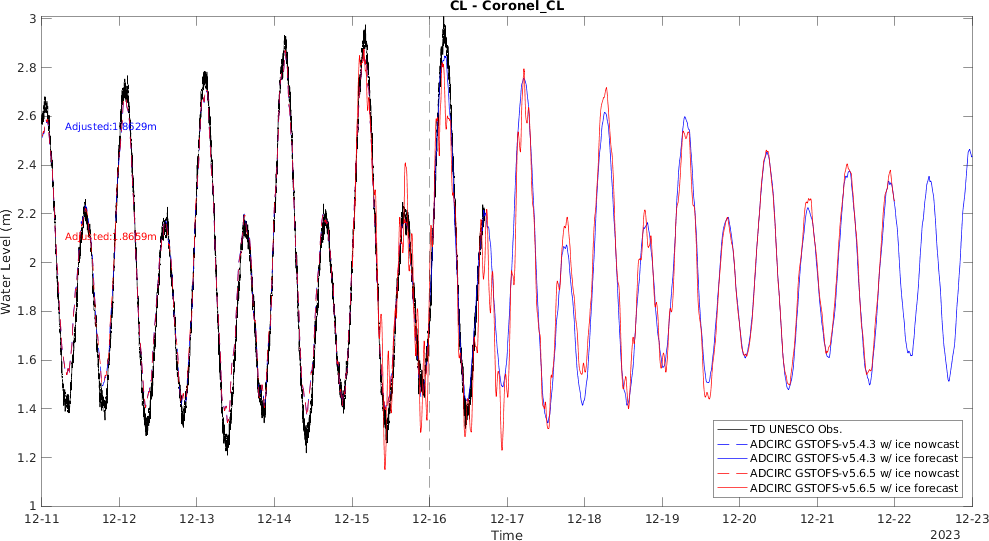 CL - Coronel_CL
3
2.8
2.6
2.4
2.2
2
1.8
1.6
1.4
1.2
1
Water Level (m)
Adjusted:1.8629m
Adjusted:1.8659m
TD UNESCO Obs.
ADCIRC GSTOFS-v5.4.3 w/ ice nowcast
ADCIRC GSTOFS-v5.4.3 w/ ice forecast
ADCIRC GSTOFS-v5.6.5 w/ ice nowcast
ADCIRC GSTOFS-v5.6.5 w/ ice forecast
12-11 12-12 12-13 12-14 12-15 12-16 12-17 12-18 12-19 12-20 12-21 12-22 12-23
Time
2023